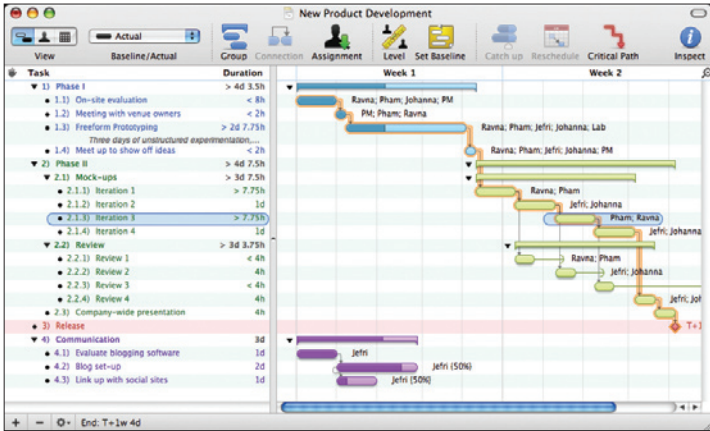 New Product Development
Actual
View Baseline/Actual Group Connection Assignment Level Set Baseline Catch up Reschedule Critical Path Inspect
Task Duration Week 1 Week 2
1) Phase I > 4d 3.5h
1.1) On-site evaluation < 8h Ravna; Pham; Johanna; PM
1.2) Meeting with venue owners < 2h PM; Pham; Ravna
1.3) Freeform Prototyping > 2d 7.75h Ravna; Pham; Jefri; Johanna; Lab
Three days of unstructured experimentation,...
1.4) Meet up to show off ideas < 2h Ravna; Pham; Jefri; Johanna; PM
2) Phase II > 4d 7.5h
2.1) Mock-ups > 3d 7.5h
2.1.1) Iteration 1 > 7.75h Ravna; Pham
2.1.2) Iteration 2 1d Jefri; Johanna
2.1.3) Iteration 3 > 7.75h Pham; Ravna
2.1.4) Iteration 4 1d Jefri; Johanna
2.2) Review > 3d 3.75h
2.2.1) Review 1 < 4h Ravna; Pham
2.2.2) Review 2 4h Jefri; Johanna
2.2.3) Review 3 < 4h
2.2.4) Review 4 4h Jefri; Joh
2.3) Company-wide presentation 4h
3) Release T+1
4) Communication 3d
4.1) Evaluate blogging software 1d Jefri
4.2) Blog set-up 2d Jefri (50%)
4.3) Link up with social sites 1d Jefri (50%)
End: T+1w 4d